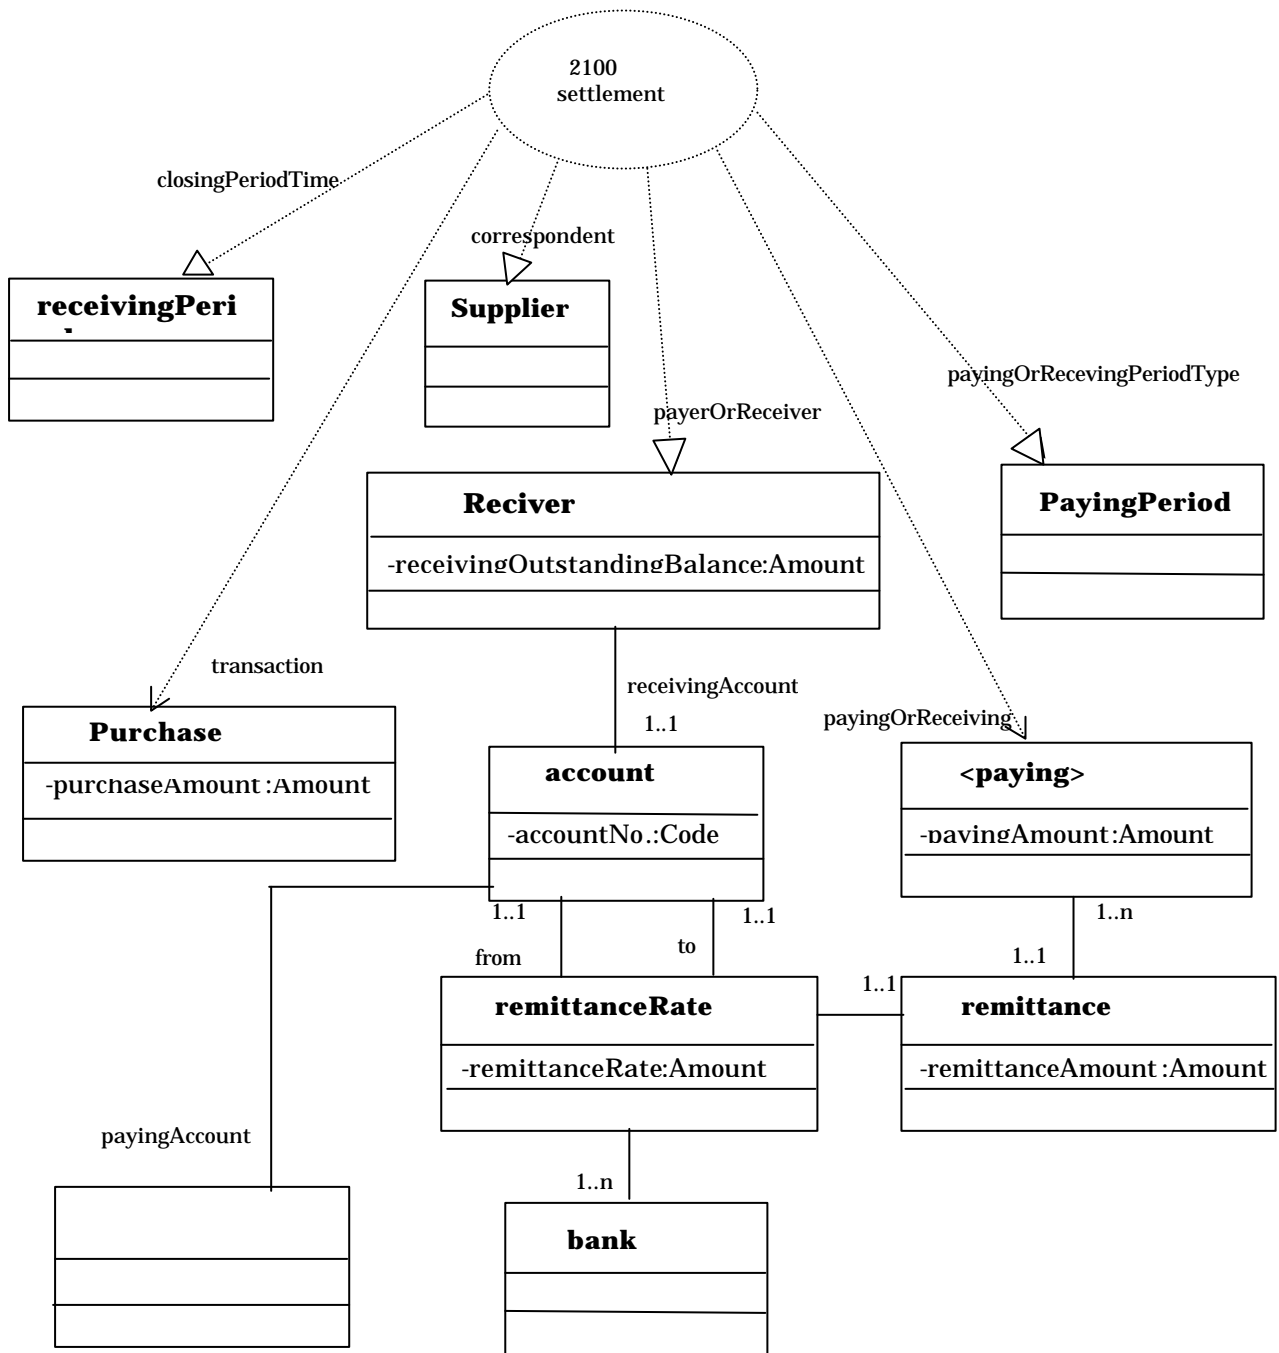 2100
settlement
closingPeriodTime
correspondent
receivingPeri
Supplier
payingOrRecevingPeriodType
payerOrReceiver
Reciver
PayingPeriod
-receivingOutstandingBalance:Amount
transaction
receivingAccount
payingOrReceiving
1..1
Purchase
account
<paying>
-purchaseAmount :Amount
-accountNo.:Code
-payingAmount :Amount
1..1
1..1
1..n
from
to
1..1
1..1
remittanceRate
remittance
-remittanceRate:Amount
-remittanceAmount :Amount
payingAccount
1..n
bank